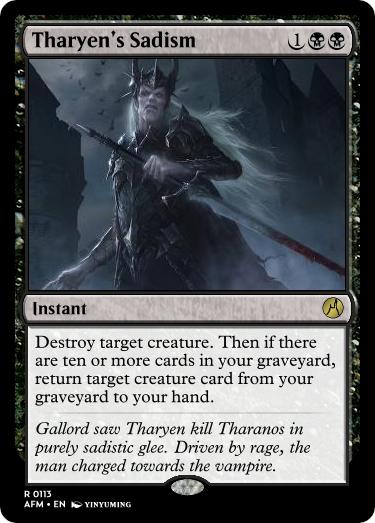 Tharyen's Sadism 1
Instant
Destroy target creature. Then if there
are ten or more cards in your graveyard,
return target creature card from your
graveyard to your hand.
Gallord saw Tharyen kill Tharanos in
purely sadistic glee. Driven by rage, the
man charged towards the vampire.
R 0113
AFM • EN YINYUMING